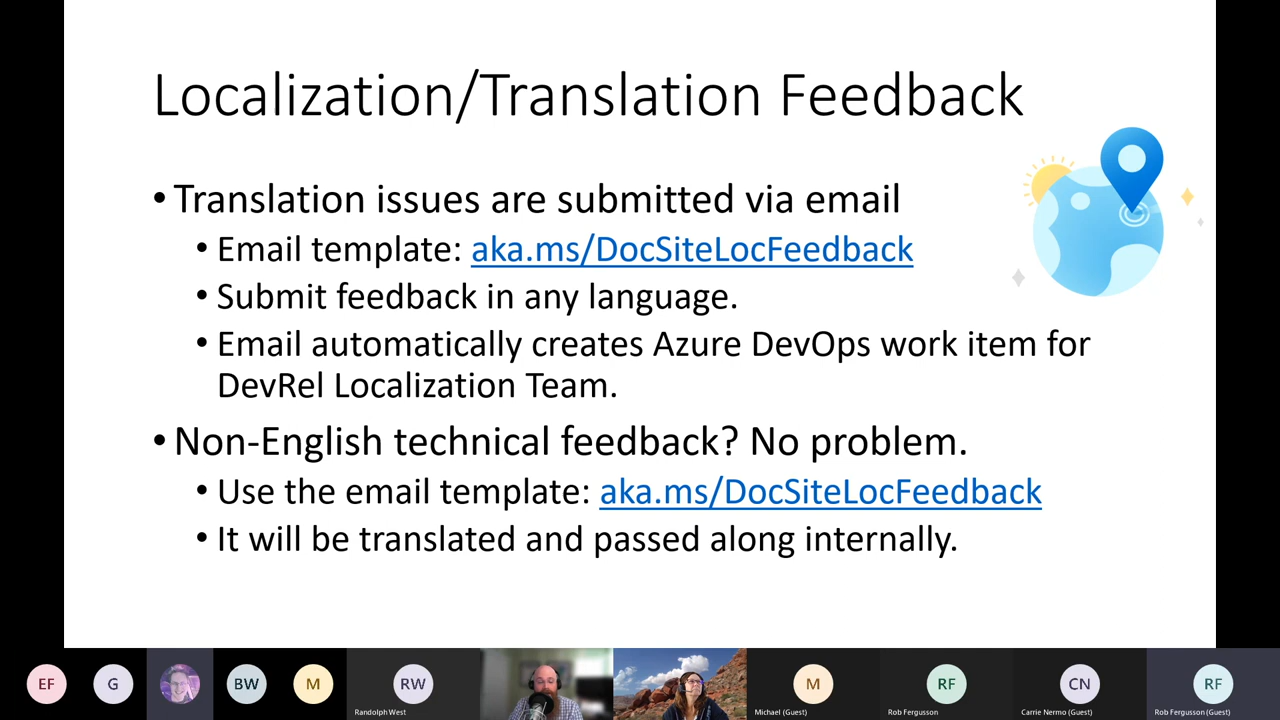 Localization/Translation Feedback
• Translation issues are submitted via email
• Email template: aka.ms/DocSiteLocFeedback
• Submit feedback in any language.
• Email automatically creates Azure DevOps work item for
DevRel Localization Team.
• Non-English technical feedback? No problem.
• Use the email template: aka.ms/DocSiteLocFeedback
• It will be translated and passed along internally.
EF
G
BW
M
RW
Randolph West
M
Michael (Guest)
RF
Rob Fergusson
CN
Carrie Nermo (Guest)
RF
Rob Fergusson (Guest)